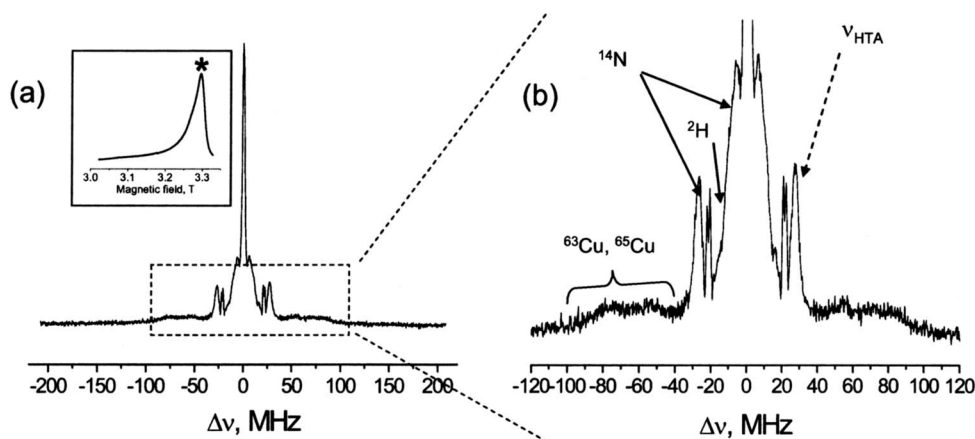 (a)
*
3.0 3.1 3.2 3.3
Magnetic field, T
-200 -150 -100 -50 0 50 100 150 200
Δν, MHz
(b)
¹⁴N
ν_HTA
²H
⁶³Cu, ⁶⁵Cu
-120 -100 -80 -60 -40 -20 0 20 40 60 80 100 120
Δν, MHz